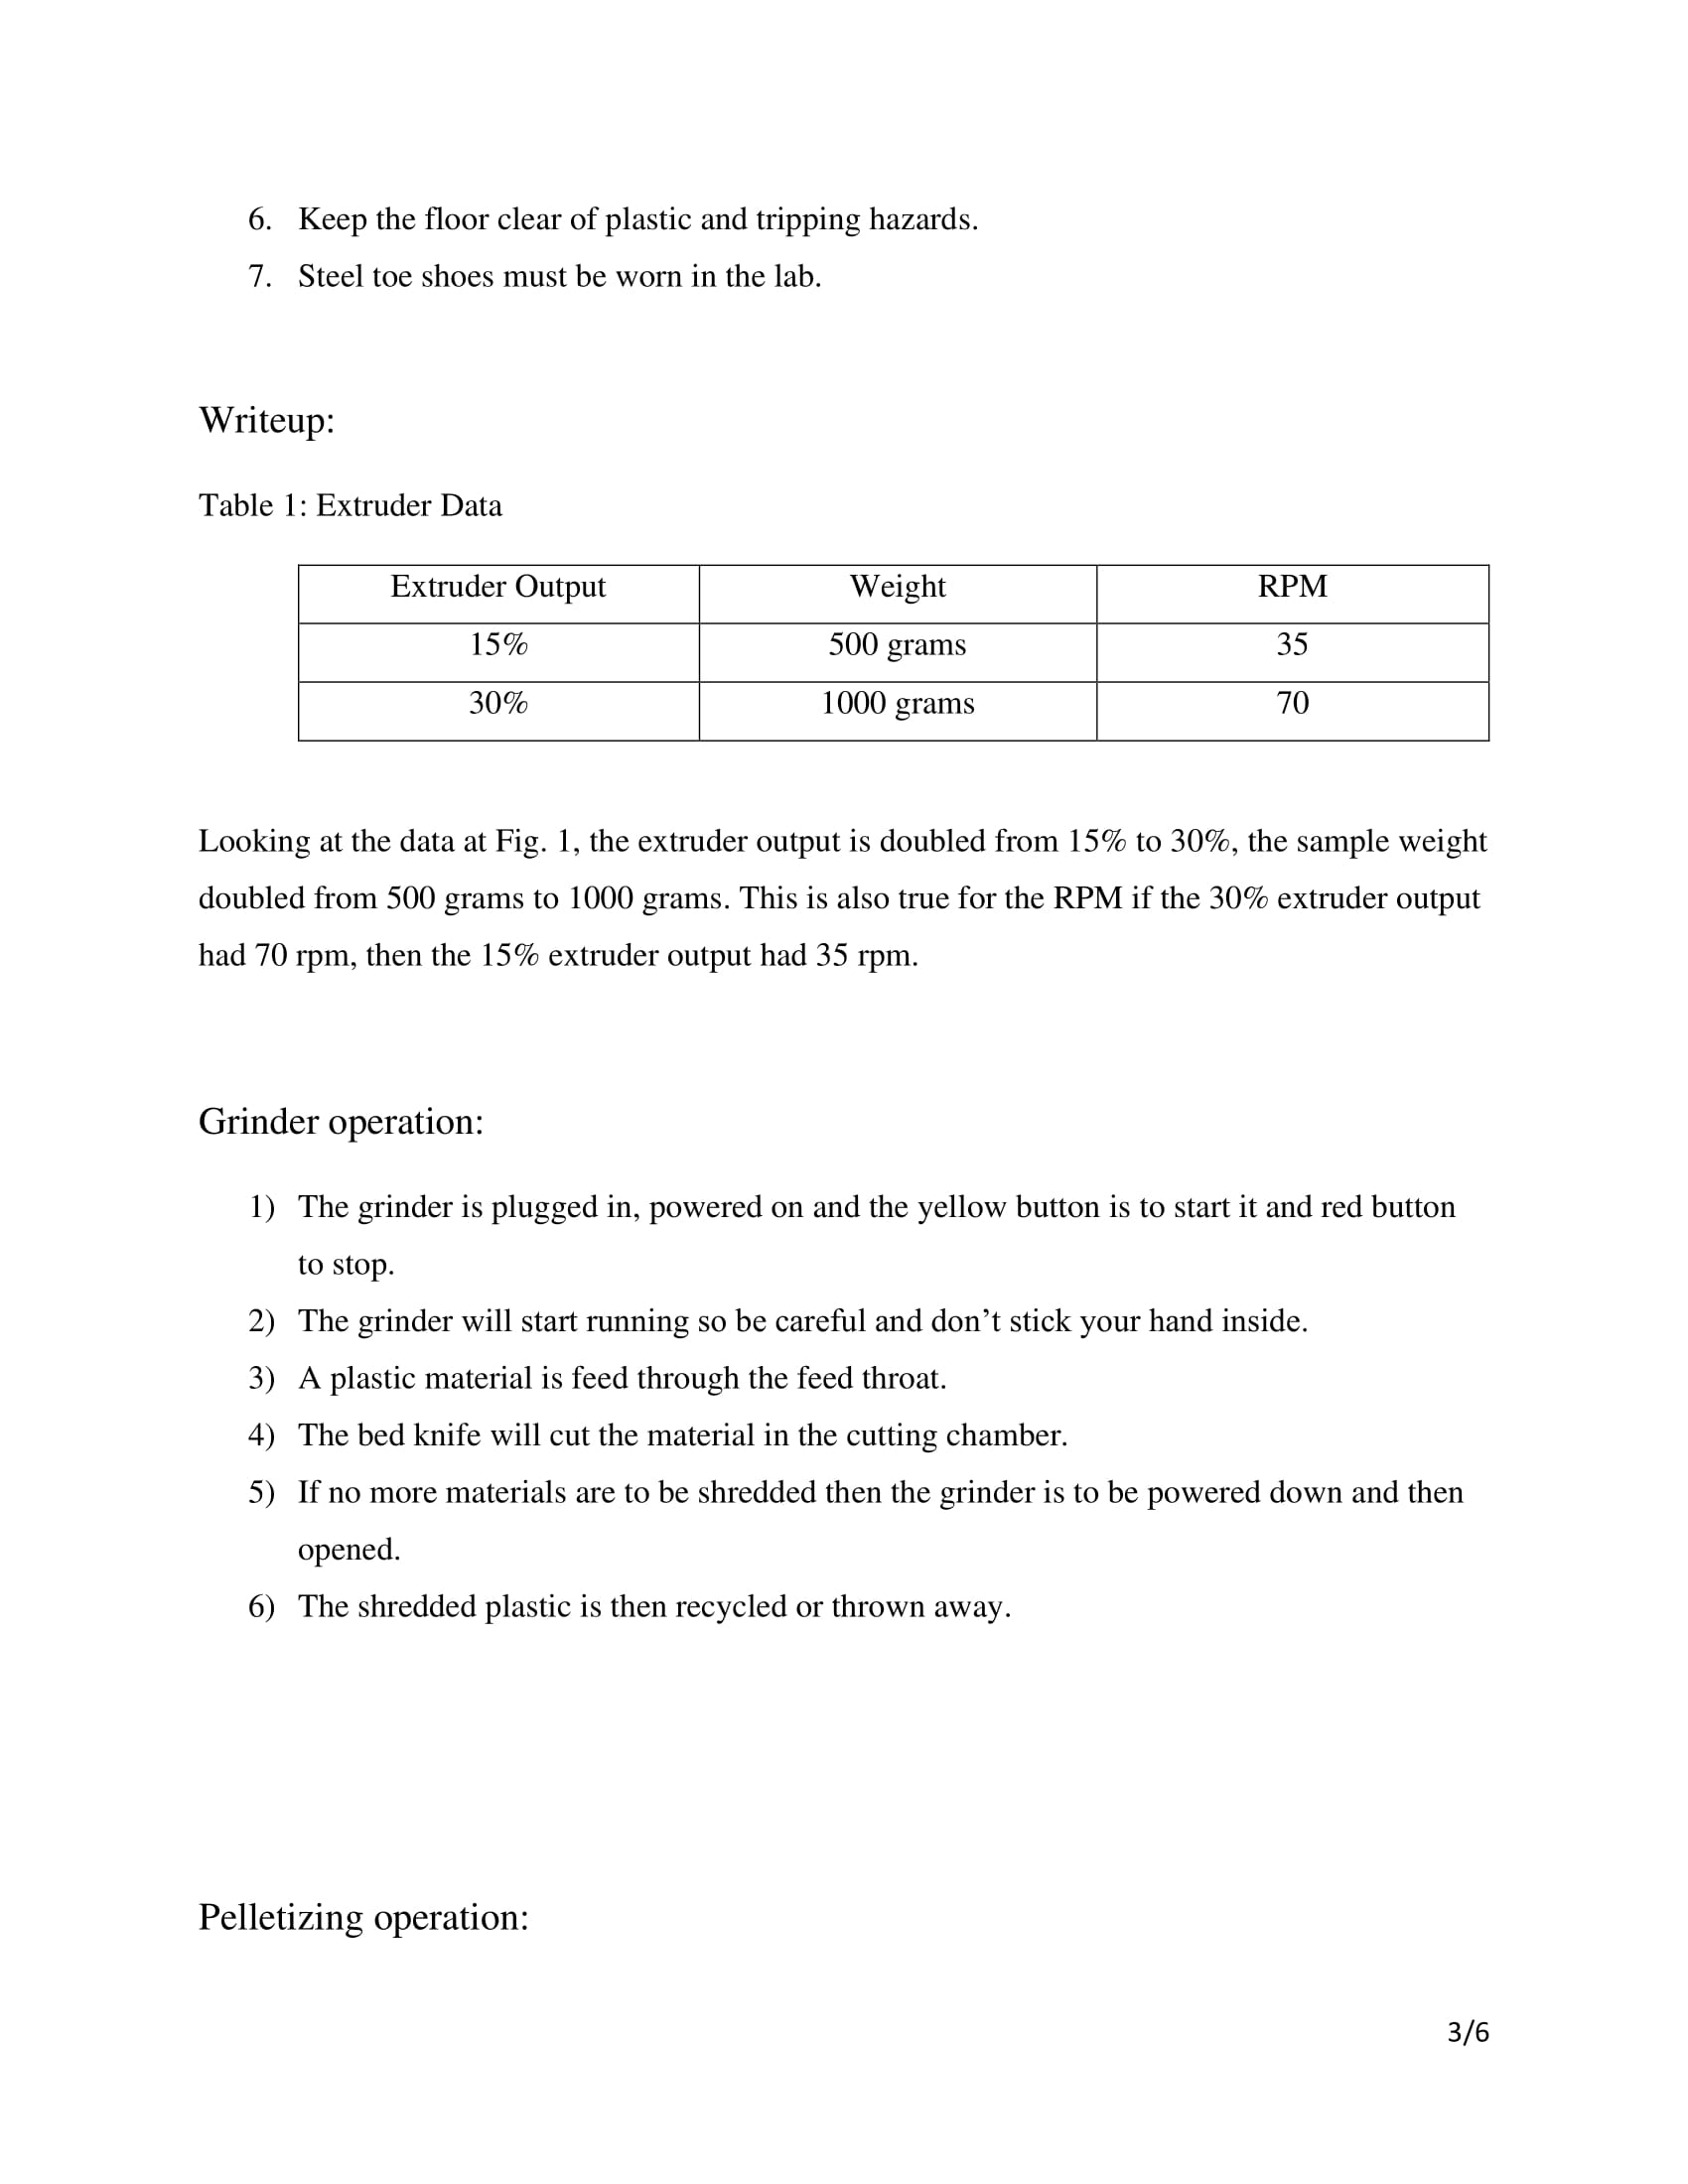 6. Keep the floor clear of plastic and tripping hazards.
7. Steel toe shoes must be worn in the lab.
Writeup:
Table 1: Extruder Data
Extruder Output Weight RPM
15% 500 grams 35
30% 1000 grams 70
Looking at the data at Fig. 1, the extruder output is doubled from 15% to 30%, the sample weight
doubled from 500 grams to 1000 grams. This is also true for the RPM if the 30% extruder output
had 70 rpm, then the 15% extruder output had 35 rpm.
Grinder operation:
1) The grinder is plugged in, powered on and the yellow button is to start it and red button
to stop.
2) The grinder will start running so be careful and don’t stick your hand inside.
3) A plastic material is feed through the feed throat.
4) The bed knife will cut the material in the cutting chamber.
5) If no more materials are to be shredded then the grinder is to be powered down and then
opened.
6) The shredded plastic is then recycled or thrown away.
Pelletizing operation:
3/6